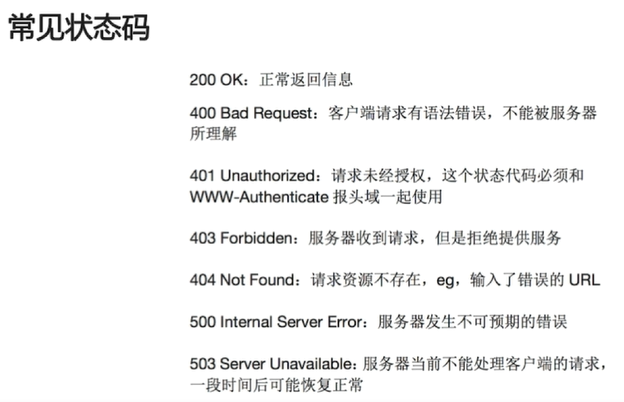 常见状态码
200 OK：正常返回信息
400 Bad Request：客户端请求有语法错误，不能被服务器
所理解
401 Unauthorized：请求未经授权，这个状态代码必须和
WWW-Authenticate 报头域一起使用
403 Forbidden：服务器收到请求，但是拒绝提供服务
404 Not Found：请求资源不存在，eg，输入了错误的 URL
500 Internal Server Error：服务器发生不可预期的错误
503 Server Unavailable：服务器当前不能处理客户端的请求，
一段时间后可能恢复正常